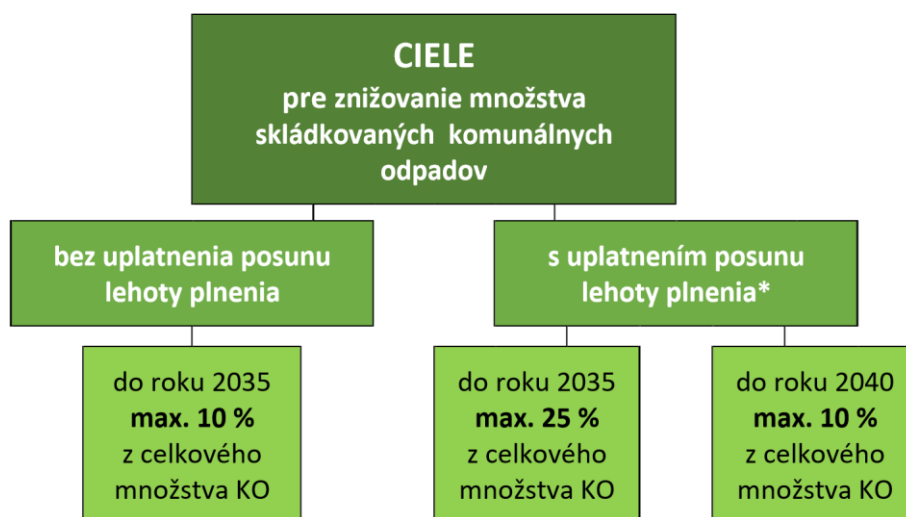 CIELE
pre znižovanie množstva
skládkovaných komunálnych
odpadov
bez uplatnenia posunu
lehoty plnenia
s uplatnením posunu
lehoty plnenia*
do roku 2035
max. 10 %
z celkového
množstva KO
do roku 2035
max. 25 %
z celkového
množstva KO
do roku 2040
max. 10 %
z celkového
množstva KO